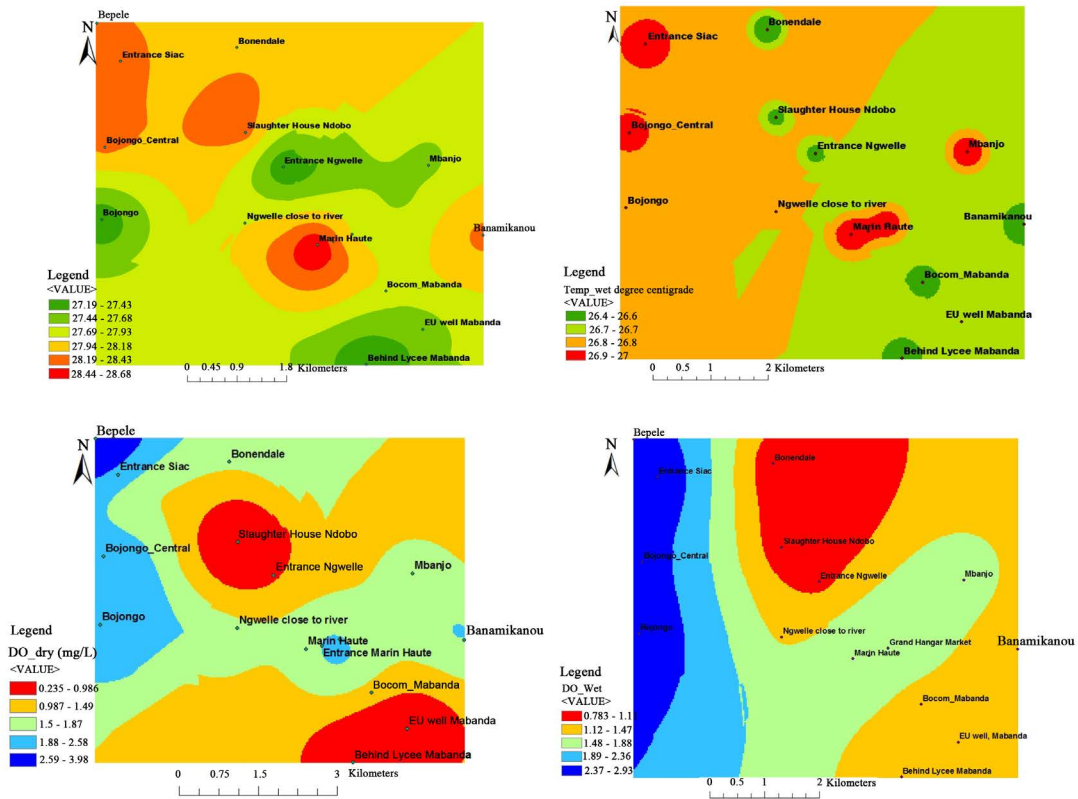 Bepele
N
Bonendale
Entrance Siac
Slaughter House Ndobo
Bojongo_Central
Entrance Ngwelle
Mbanjo
Bojongo
Ngwelle close to river
Banamikanou
Marin Haute
Bocom_Mabanda
EU well Mabanda
Behind Lycee Mabanda
Legend
<VALUE>
27.19 - 27.43
27.44 - 27.68
27.69 - 27.93
27.94 - 28.18
28.19 - 28.43
28.44 - 28.68
0 0.45 0.9 1.8 Kilometers
N
Bonendale
Entrance Siac
Slaughter House Ndobo
Bojongo_Central
Entrance Ngwelle
Mbanjo
Bojongo
Ngwelle close to river
Banamikanou
Marin Haute
Bocom_Mabanda
EU well Mabanda
Behind Lycee Mabanda
Legend
Temp_wet degree centigrade
<VALUE>
26.4 - 26.6
26.7 - 26.7
26.8 - 26.8
26.9 - 27
0 0.5 1 2 Kilometers
Bepele
N
Bonendale
Entrance Siac
Slaughter House Ndobo
Bojongo_Central
Entrance Ngwelle
Mbanjo
Bojongo
Ngwelle close to river
Banamikanou
Marin Haute
Entrance Marin Haute
Bocom_Mabanda
EU well Mabanda
Behind Lycee Mabanda
Legend
DO_dry (mg/L)
<VALUE>
0.235 - 0.986
0.987 - 1.49
1.5 - 1.87
1.88 - 2.58
2.59 - 3.98
0 0.75 1.5 3 Kilometers
Bepele
N
Bonendale
Entrance Siac
Slaughter House Ndobo
Bojongo_Central
Entrance Ngwelle
Mbanjo
Bojongo
Ngwelle close to river
Grand Hangar Market
Banamikanou
Marin Haute
Bocom_Mabanda
EU well, Mabanda
Behind Lycee Mabanda
Legend
DO_Wet
<VALUE>
0.783 - 1.11
1.12 - 1.47
1.48 - 1.88
1.89 - 2.36
2.37 - 2.93
0 0.5 1 2 Kilometers